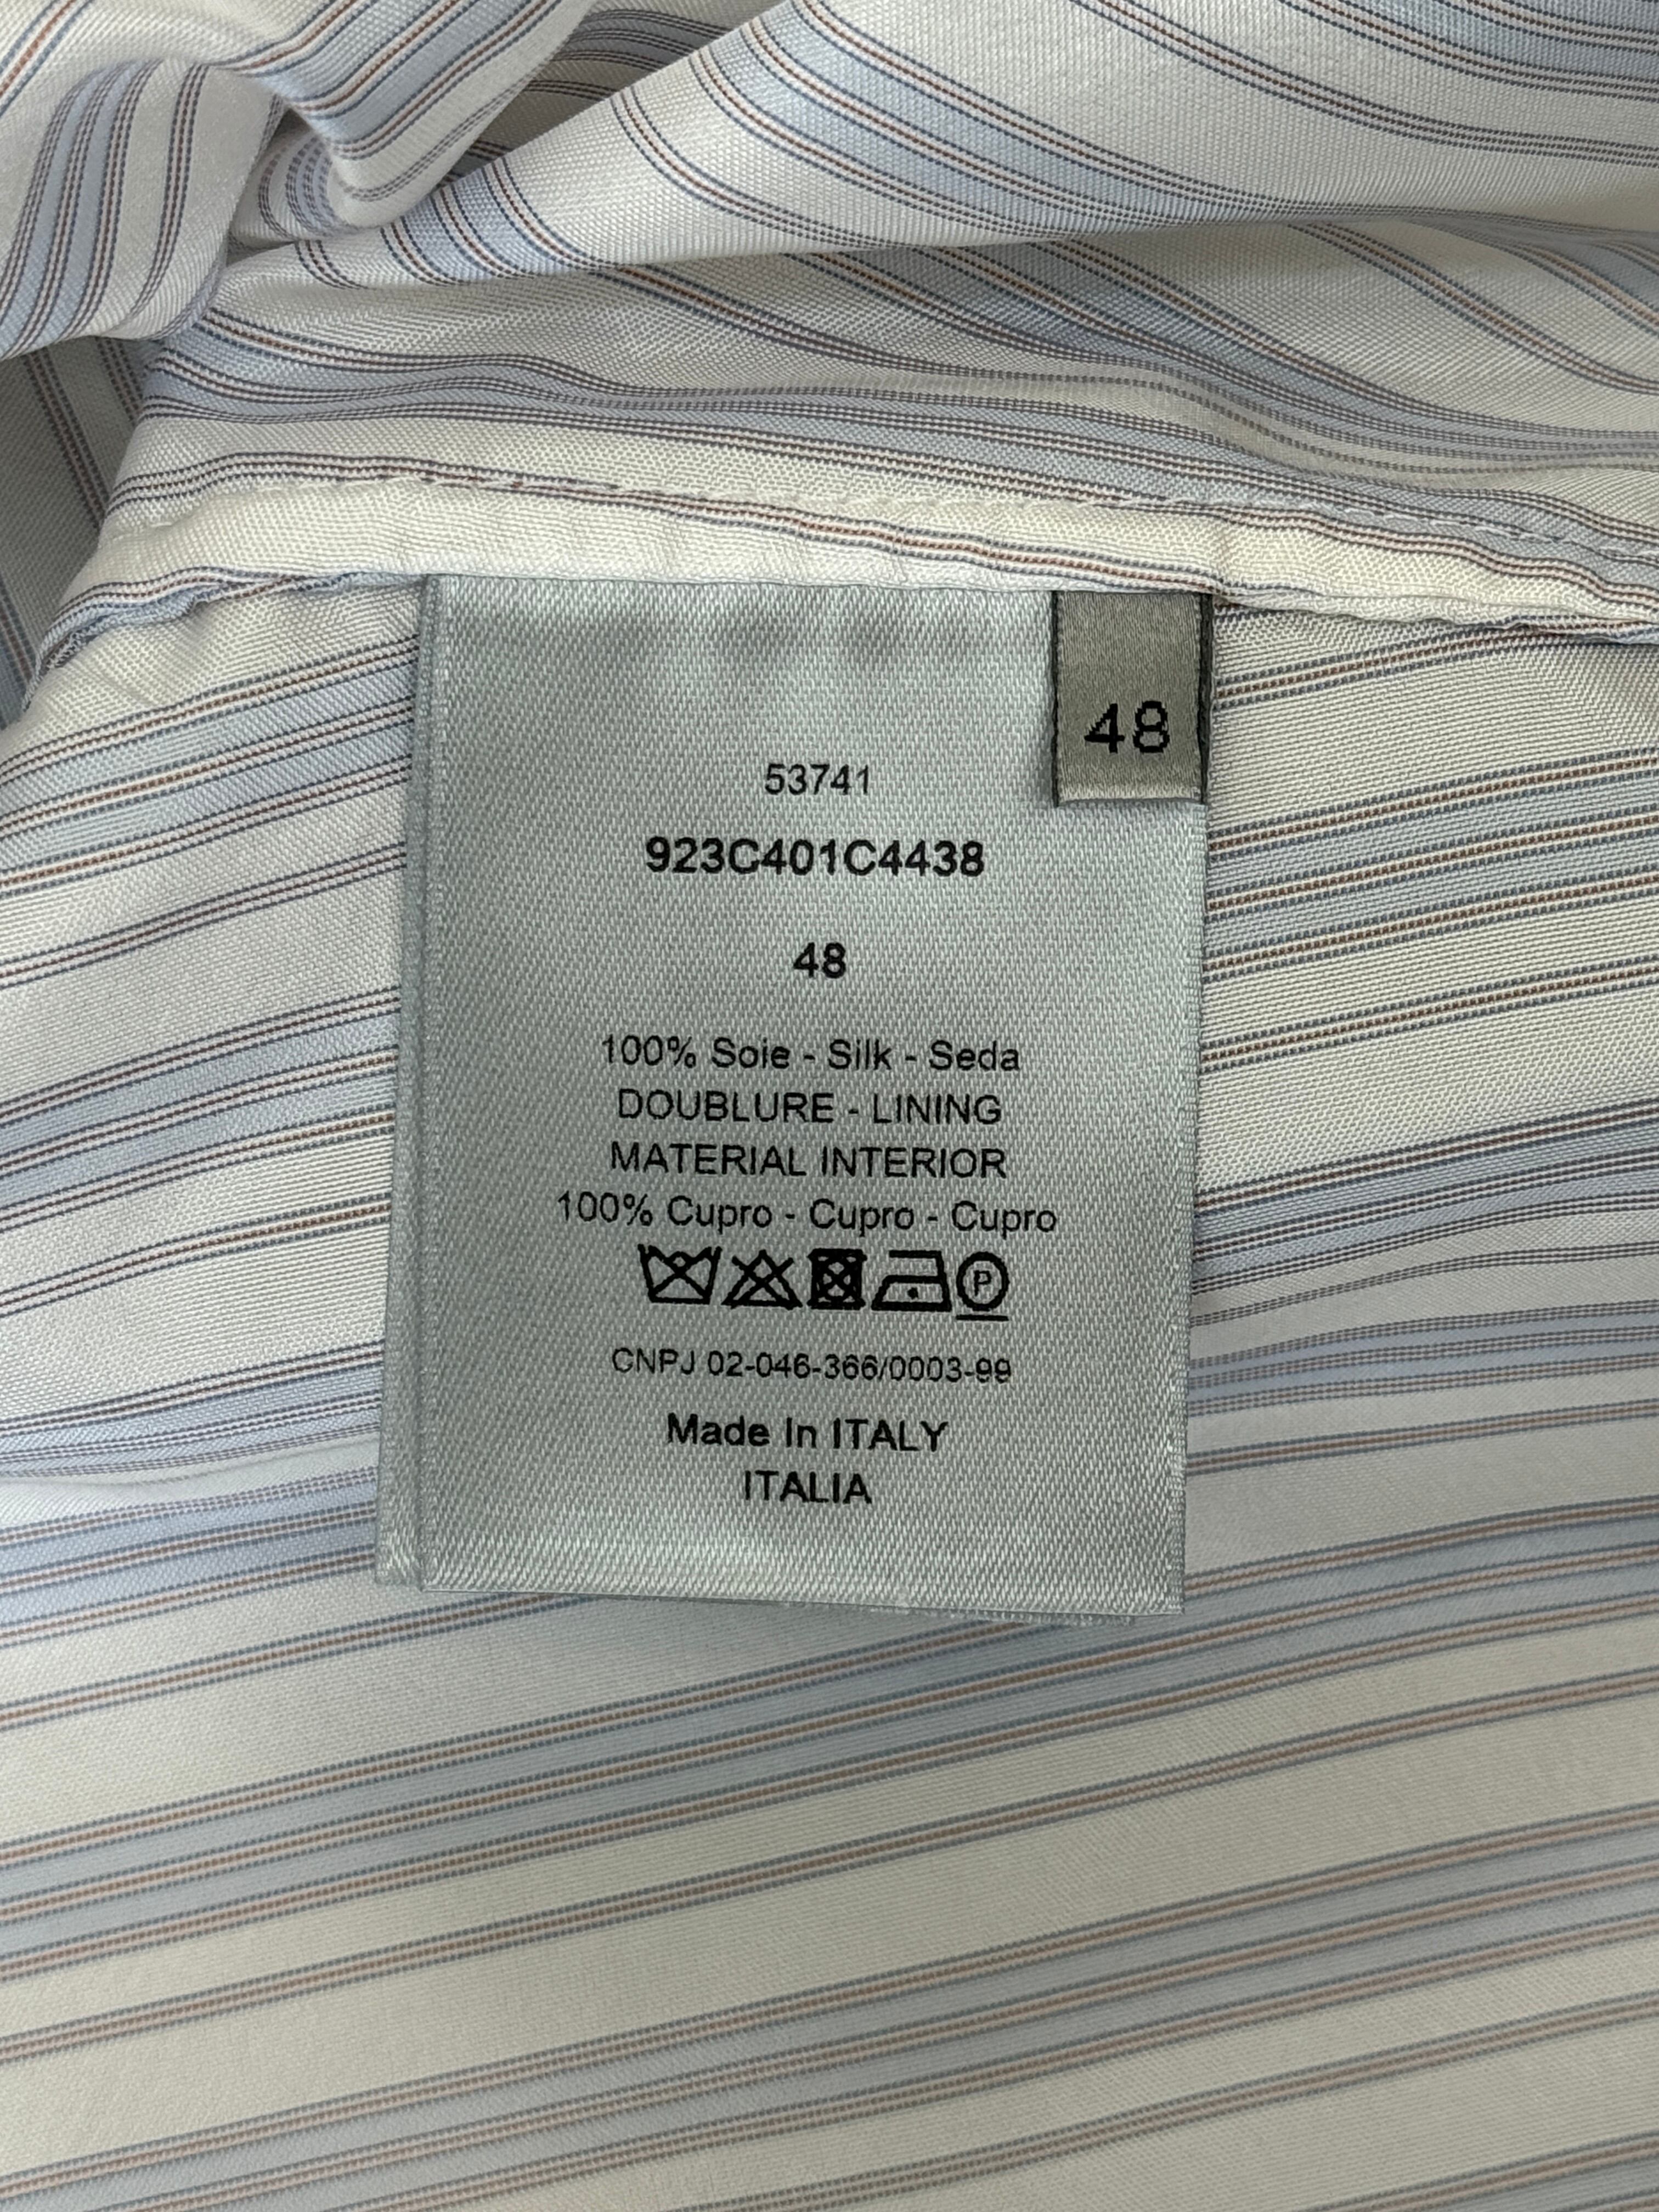 48
53741
923C401C4438
48
100% Soie - Silk - Seda
DOUBLURE - LINING
MATERIAL INTERIOR
100% Cupro - Cupro - Cupro
P
CNPJ 02-046-366/0003-99
Made In ITALY
ITALIA